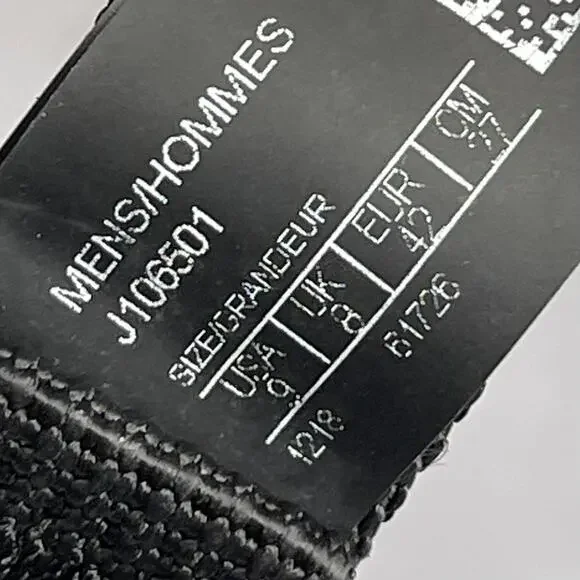 MENS/HOMMES
J106501
SIZE/GRANDEUR
USA UK EUR CM
9 8 42 27
1218 61726